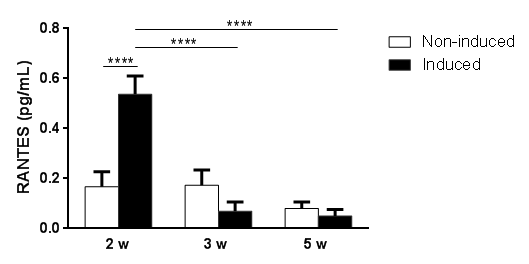 ****
****
****
Non-induced
Induced
RANTES (pg/mL)
0.8
0.6
0.4
0.2
0.0
2 w
3 w
5 w